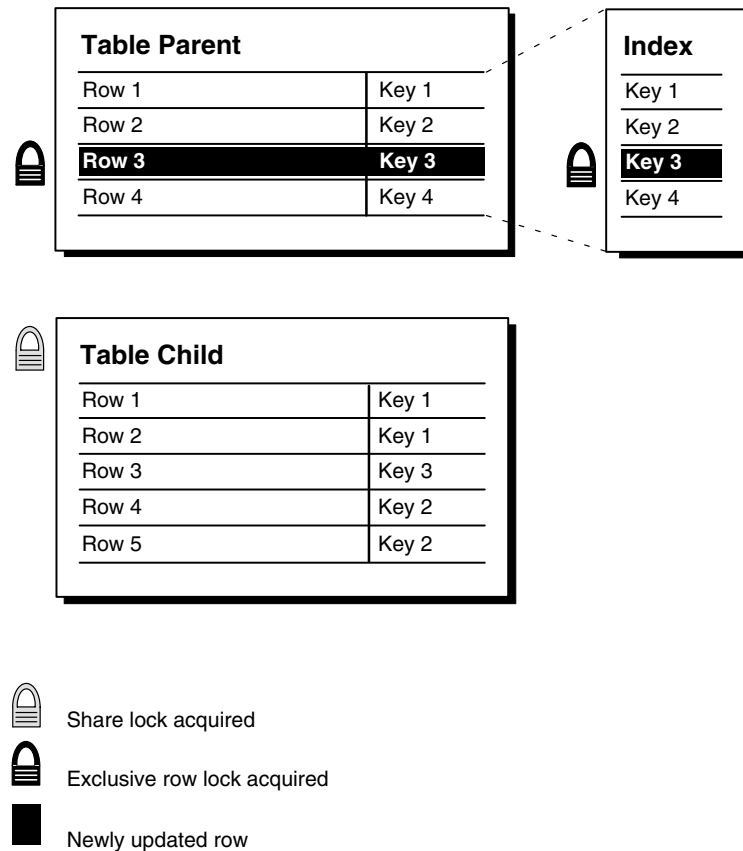 Table Parent
Row 1 Key 1
Row 2 Key 2
Row 3 Key 3
Row 4 Key 4
Index
Key 1
Key 2
Key 3
Key 4
Table Child
Row 1 Key 1
Row 2 Key 1
Row 3 Key 3
Row 4 Key 2
Row 5 Key 2
Share lock acquired
Exclusive row lock acquired
Newly updated row